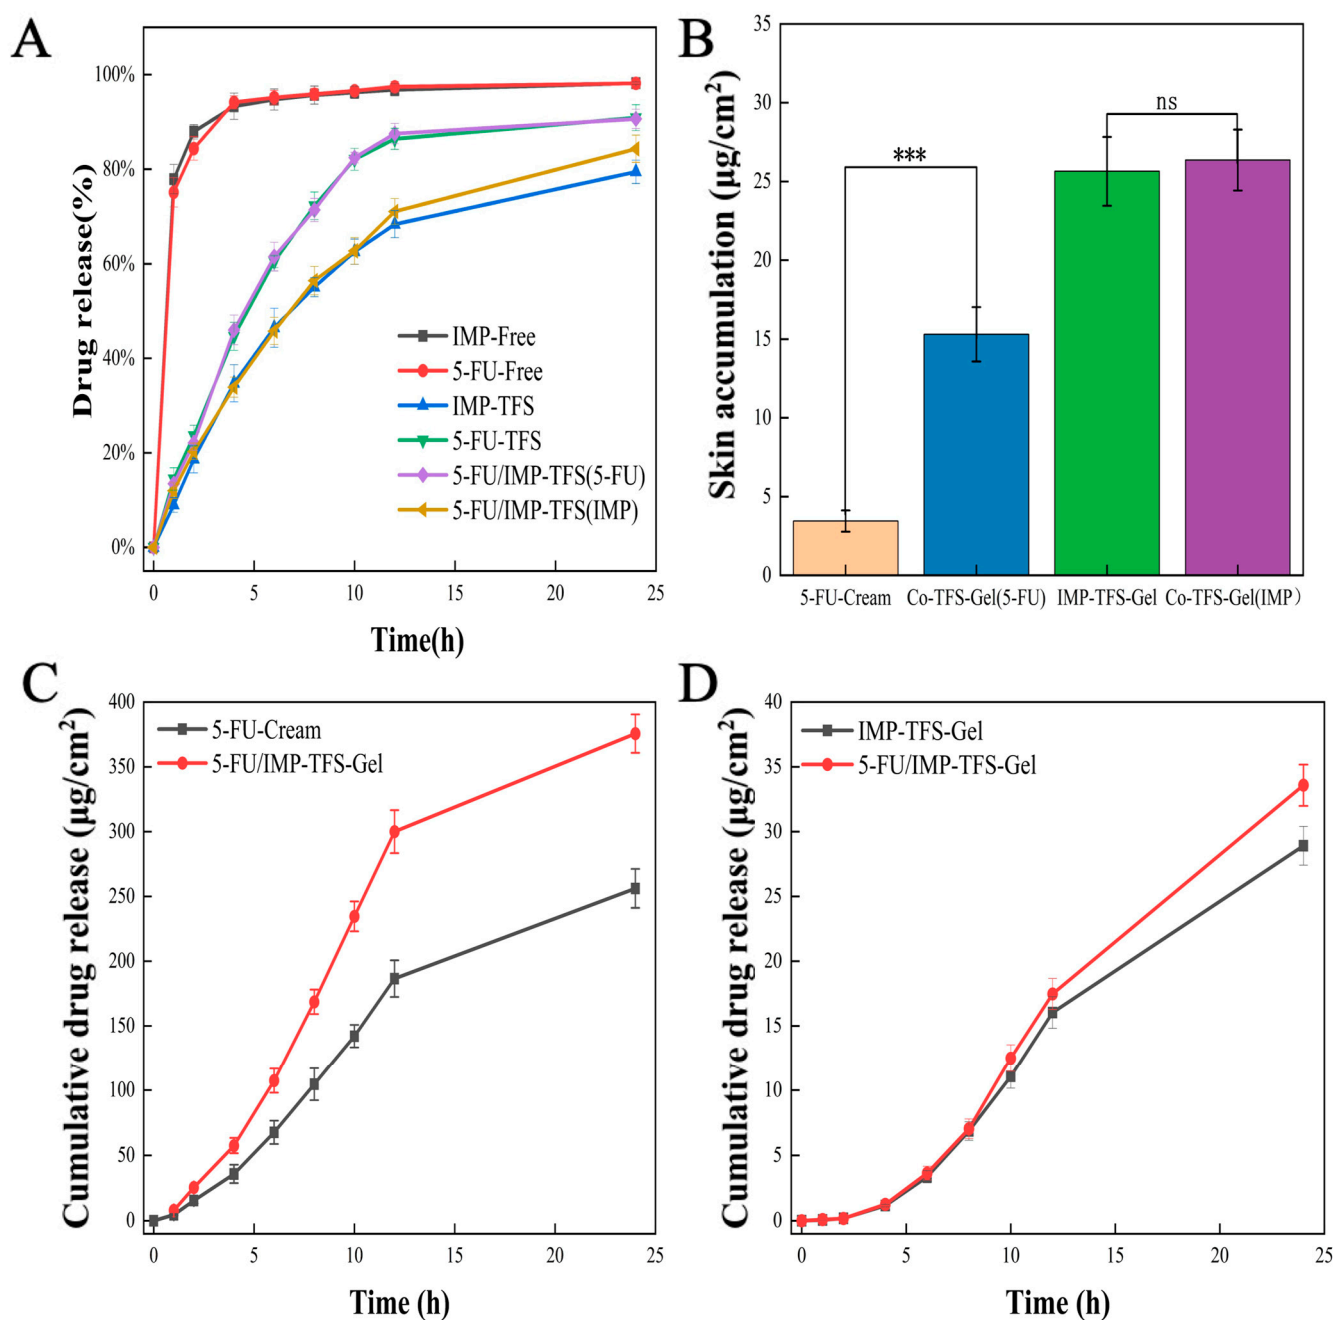 A
Drug release(%)
100%
80%
60%
40%
20%
0%
IMP-Free
5-FU-Free
IMP-TFS
5-FU-TFS
5-FU/IMP-TFS(5-FU)
5-FU/IMP-TFS(IMP)
0 5 10 15 20 25
Time(h)
B
Skin accumulation (μg/cm²)
35
30
25
20
15
10
5
0
***
ns
5-FU-Cream Co-TFS-Gel(5-FU) IMP-TFS-Gel Co-TFS-Gel(IMP）
C
Cumulative drug release (μg/cm²)
400
350
300
250
200
150
100
50
0
5-FU-Cream
5-FU/IMP-TFS-Gel
0 5 10 15 20 25
Time (h)
D
Cumulative drug release (μg/cm²)
40
35
30
25
20
15
10
5
0
IMP-TFS-Gel
5-FU/IMP-TFS-Gel
0 5 10 15 20 25
Time (h)